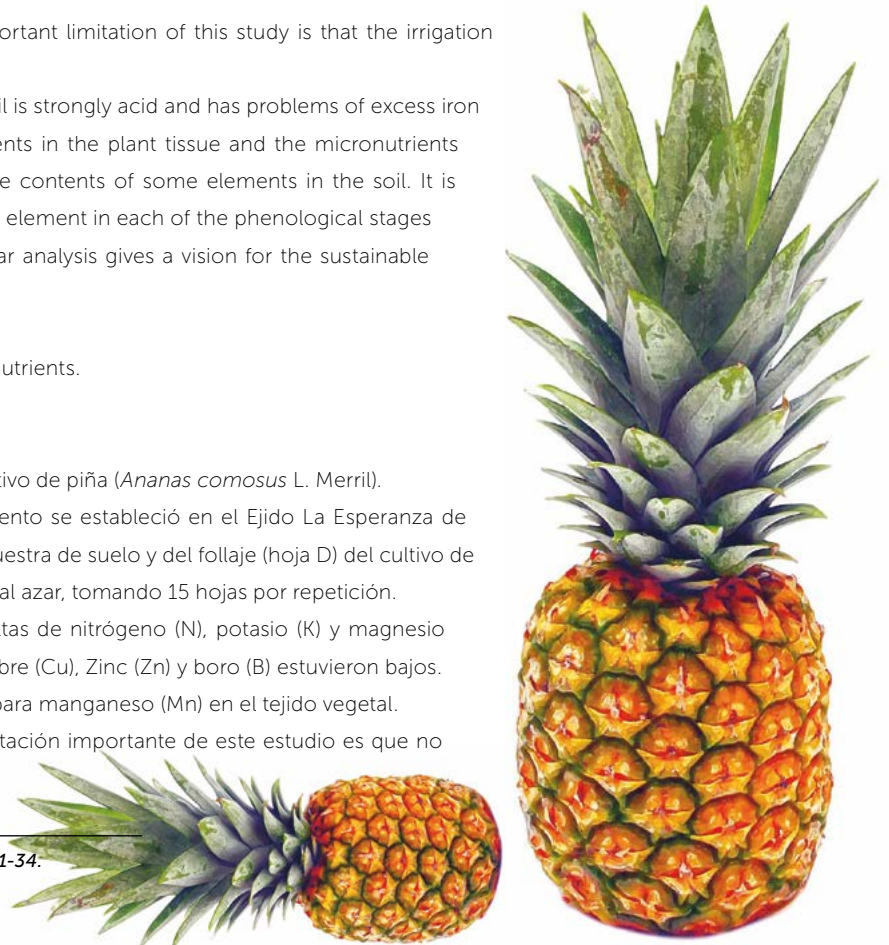 ortant limitation of this study is that the irrigation
il is strongly acid and has problems of excess iron
ents in the plant tissue and the micronutrients
e contents of some elements in the soil. It is
element in each of the phenological stages
ar analysis gives a vision for the sustainable
utrients.
tivo de piña (Ananas comosus L. Merril).
ento se estableció en el Ejido La Esperanza de
uestra de suelo y del follaje (hoja D) del cultivo de
al azar, tomando 15 hojas por repetición.
ltas de nitrógeno (N), potasio (K) y magnesio
bre (Cu), Zinc (Zn) y boro (B) estuvieron bajos.
para manganeso (Mn) en el tejido vegetal.
tación importante de este estudio es que no
1-34.